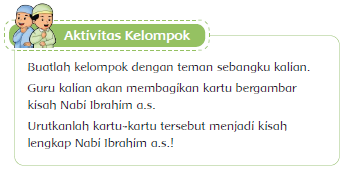 Aktivitas Kelompok
Buatlah kelompok dengan teman sebangku kalian.
Guru kalian akan membagikan kartu bergambar
kisah Nabi Ibrahim a.s.
Urutkanlah kartu-kartu tersebut menjadi kisah
lengkap Nabi Ibrahim a.s.!